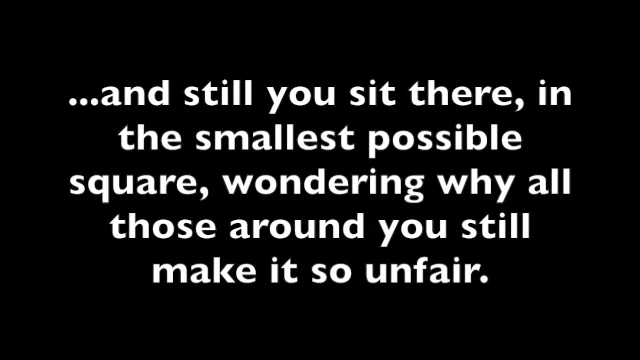 ...and still you sit there, in
the smallest possible
square, wondering why all
those around you still
make it so unfair.